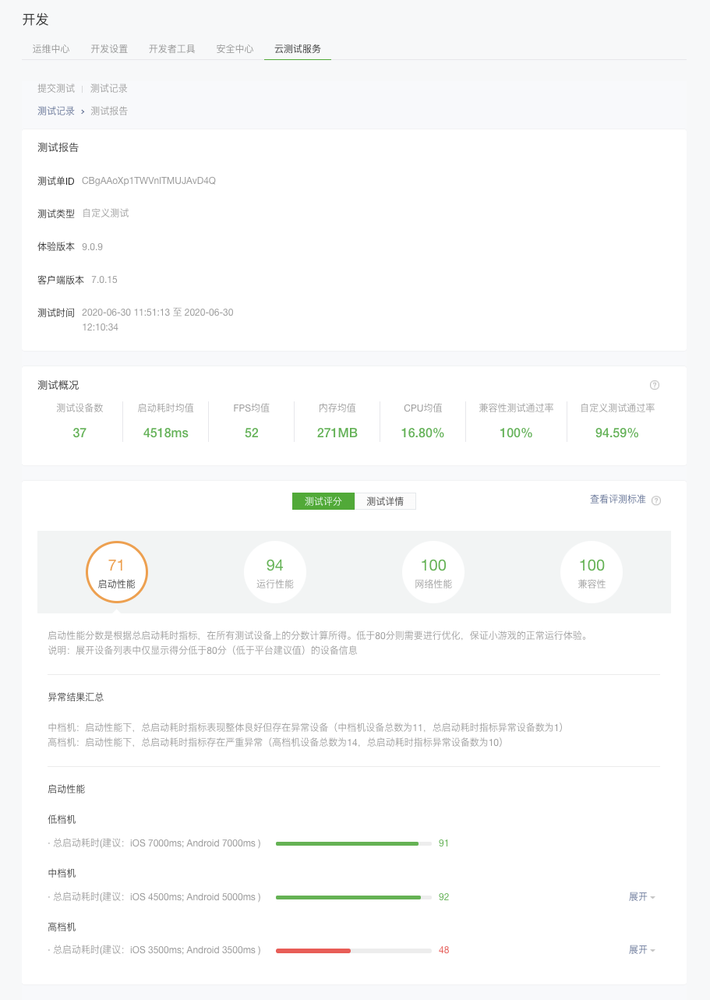 开发
运维中心 开发设置 开发者工具 安全中心 云测试服务
提交测试 | 测试记录
测试记录 › 测试报告
测试报告
测试单ID CBgAAoXp1TWVnlTMUJAvD4Q
测试类型 自定义测试
体验版本 9.0.9
客户端版本 7.0.15
测试时间 2020-06-30 11:51:13 至 2020-06-30
12:10:34
测试概况 ?
测试设备数 启动耗时均值 FPS均值 内存均值 CPU均值 兼容性测试通过率 自定义测试通过率
37 4518ms 52 271MB 16.80% 100% 94.59%
测试评分 测试详情 查看评测标准 ?
71 94 100 100
启动性能 运行性能 网络性能 兼容性
启动性能分数是根据总启动耗时指标，在所有测试设备上的分数计算所得。低于80分则需要进行优化，保证小游戏的正常运行体验。
说明：展开设备列表中仅显示得分低于80分（低于平台建议值）的设备信息
异常结果汇总
中档机：启动性能下，总启动耗时指标表现整体良好但存在异常设备（中档机设备总数为11，总启动耗时指标异常设备数为1）
高档机：启动性能下，总启动耗时指标存在严重异常（高档机设备总数为14，总启动耗时指标异常设备数为10）
启动性能
低档机
· 总启动耗时(建议：iOS 7000ms; Android 7000ms ) 91
中档机
· 总启动耗时(建议：iOS 4500ms; Android 5000ms ) 92 展开
高档机
· 总启动耗时(建议：iOS 3500ms; Android 3500ms ) 48 展开